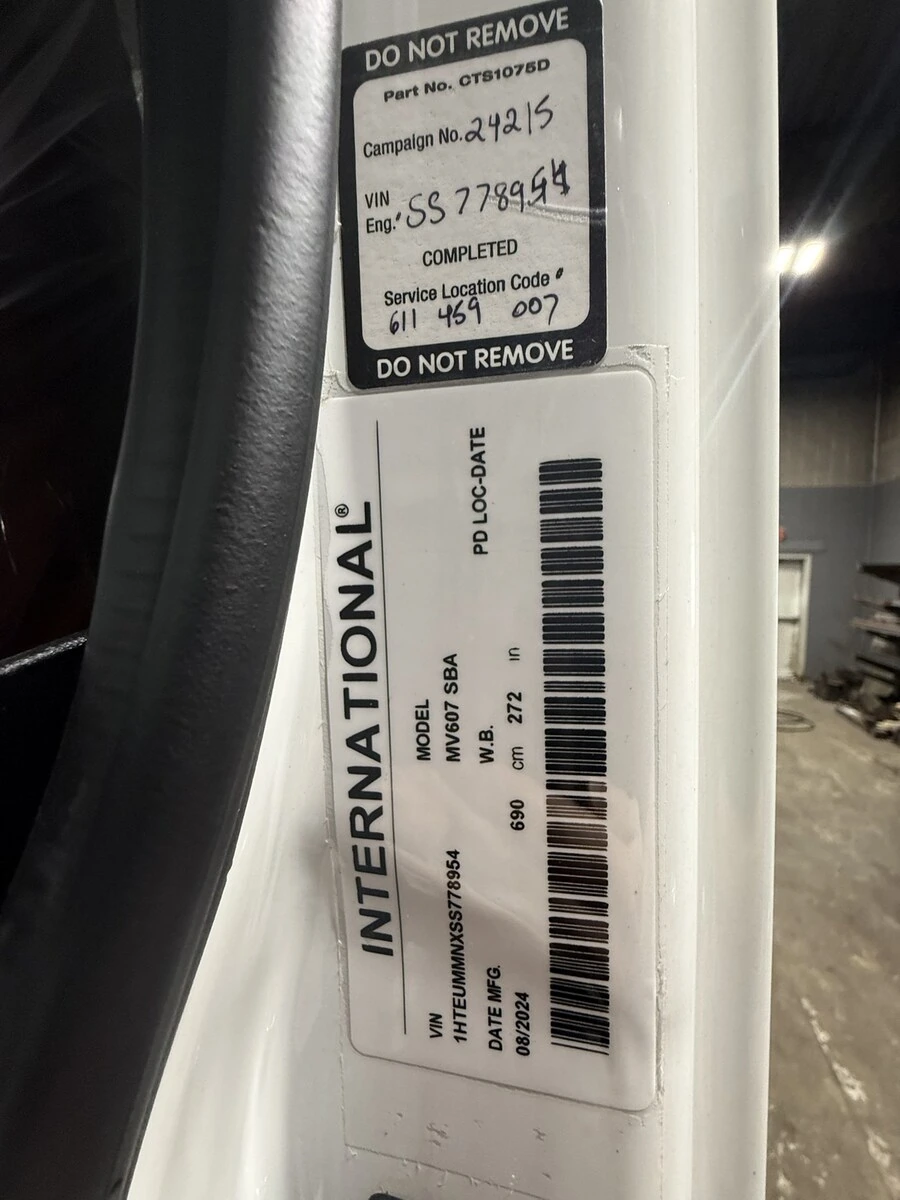 DO NOT REMOVE
Part No. CTS1075D
Campaign No. 24215
VIN
Eng.# SS 778954
COMPLETED
Service Location Code #
611 459 007
DO NOT REMOVE
INTERNATIONAL®
VIN MODEL
1HTEUMMNXSS778954 MV607 SBA
DATE MFG. W.B. PD LOC-DATE
08/2024 690 cm 272 in